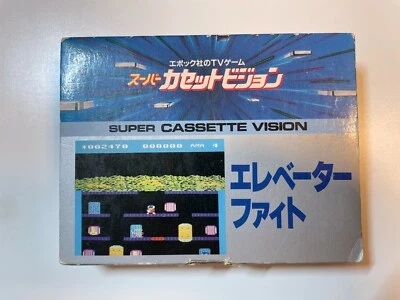 エポック社のTVゲーム
スーパーカセットビジョン
SUPER CASSETTE VISION
000000
エレベーター
ファイト